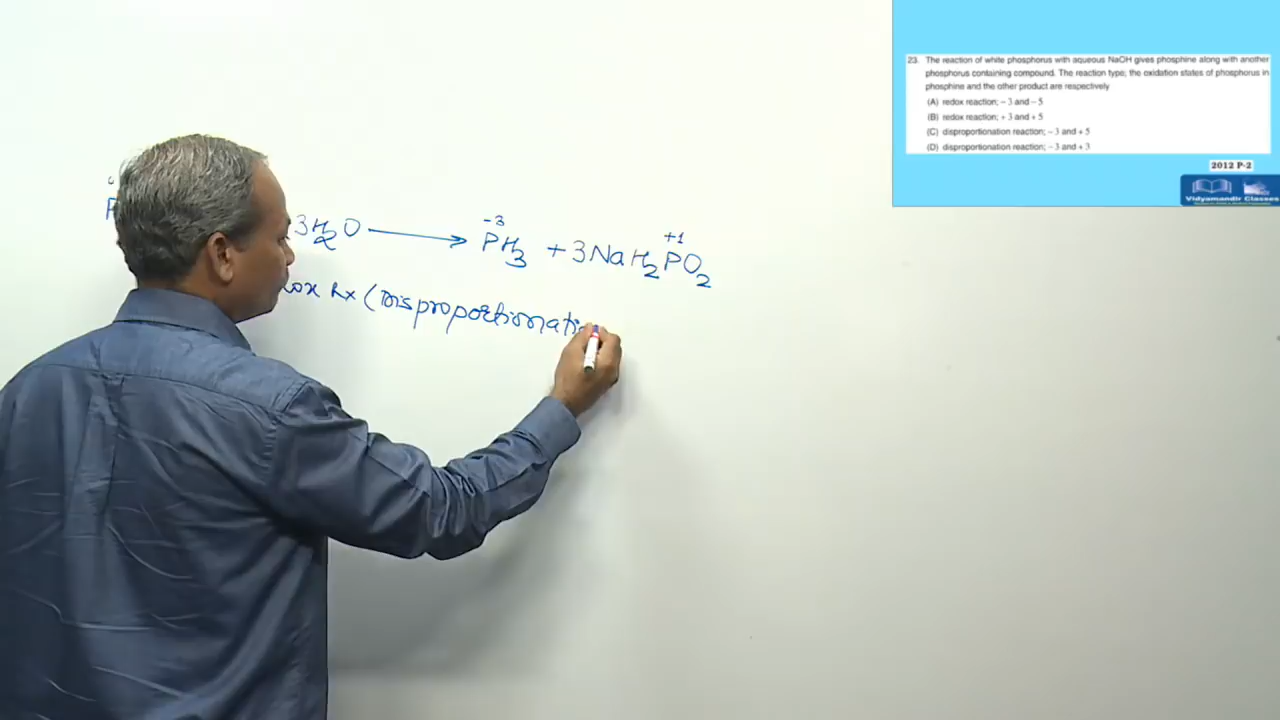 23. The reaction of white phosphorus with aqueous NaOH gives phosphine along with another
phosphorus containing compound. The reaction type; the oxidation states of phosphorus in
phosphine and the other product are respectively
(A) redox reaction; – 3 and – 5
(B) redox reaction; + 3 and + 5
(C) disproportionation reaction; – 3 and + 5
(D) disproportionation reaction; – 3 and + 3
2012 P-2
Vidyamandir Classes
-3 +1
3H2O ⟶ PH3 + 3NaH2PO2
Rx (Disproportionati